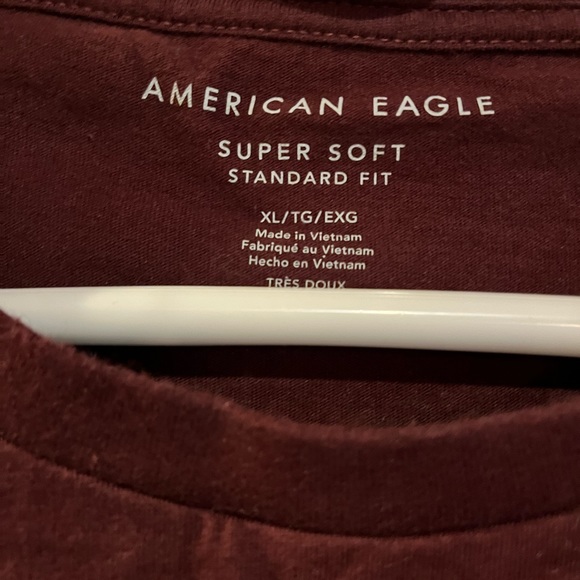 AMERICAN EAGLE
SUPER SOFT
STANDARD FIT
XL/TG/EXG
Made in Vietnam
Fabriqué au Vietnam
Hecho en Vietnam
TRÈS DOUX